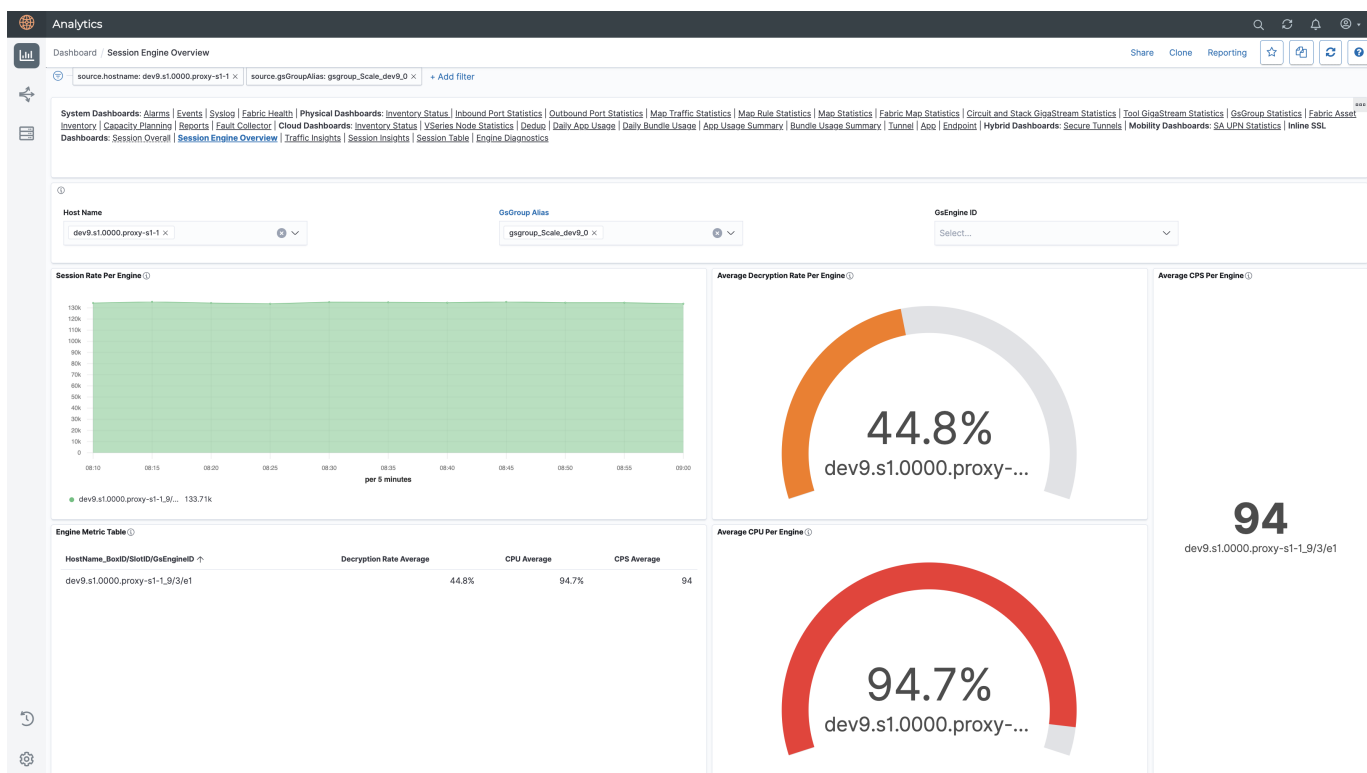 Analytics
Dashboard / Session Engine Overview
Share Clone Reporting
source.hostname: dev9.s1.0000.proxy-s1-1 × source.gsGroupAlias: gsgroup_Scale_dev9_0 × + Add filter
System Dashboards: Alarms | Events | Syslog | Fabric Health | Physical Dashboards: Inventory Status | Inbound Port Statistics | Outbound Port Statistics | Map Traffic Statistics | Map Rule Statistics | Map Statistics | Fabric Map Statistics | Circuit and Stack GigaStream Statistics | Tool GigaStream Statistics | GsGroup Statistics | Fabric Asset
Inventory | Capacity Planning | Reports | Fault Collector | Cloud Dashboards: Inventory Status | VSeries Node Statistics | Dedup | Daily App Usage | Daily Bundle Usage | App Usage Summary | Bundle Usage Summary | Tunnel | App | Endpoint | Hybrid Dashboards: Secure Tunnels | Mobility Dashboards: SA UPN Statistics | Inline SSL
Dashboards: Session Overall | Session Engine Overview | Traffic Insights | Session Insights | Session Table | Engine Diagnostics
Host Name
dev9.s1.0000.proxy-s1-1 ×
GsGroup Alias
gsgroup_Scale_dev9_0 ×
GsEngine ID
Select...
Session Rate Per Engine
130k
120k
110k
100k
90k
80k
70k
60k
50k
40k
30k
20k
10k
0
08:10 08:15 08:20 08:25 08:30 08:35 08:40 08:45 08:50 08:55 09:00
per 5 minutes
dev9.s1.0000.proxy-s1-1_9/... 133.71k
Average Decryption Rate Per Engine
44.8%
dev9.s1.0000.proxy-...
Average CPS Per Engine
94
dev9.s1.0000.proxy-s1-1_9/3/e1
Engine Metric Table
HostName_BoxID/SlotID/GsEngineID ↑ Decryption Rate Average CPU Average CPS Average
dev9.s1.0000.proxy-s1-1_9/3/e1 44.8% 94.7% 94
Average CPU Per Engine
94.7%
dev9.s1.0000.proxy-...